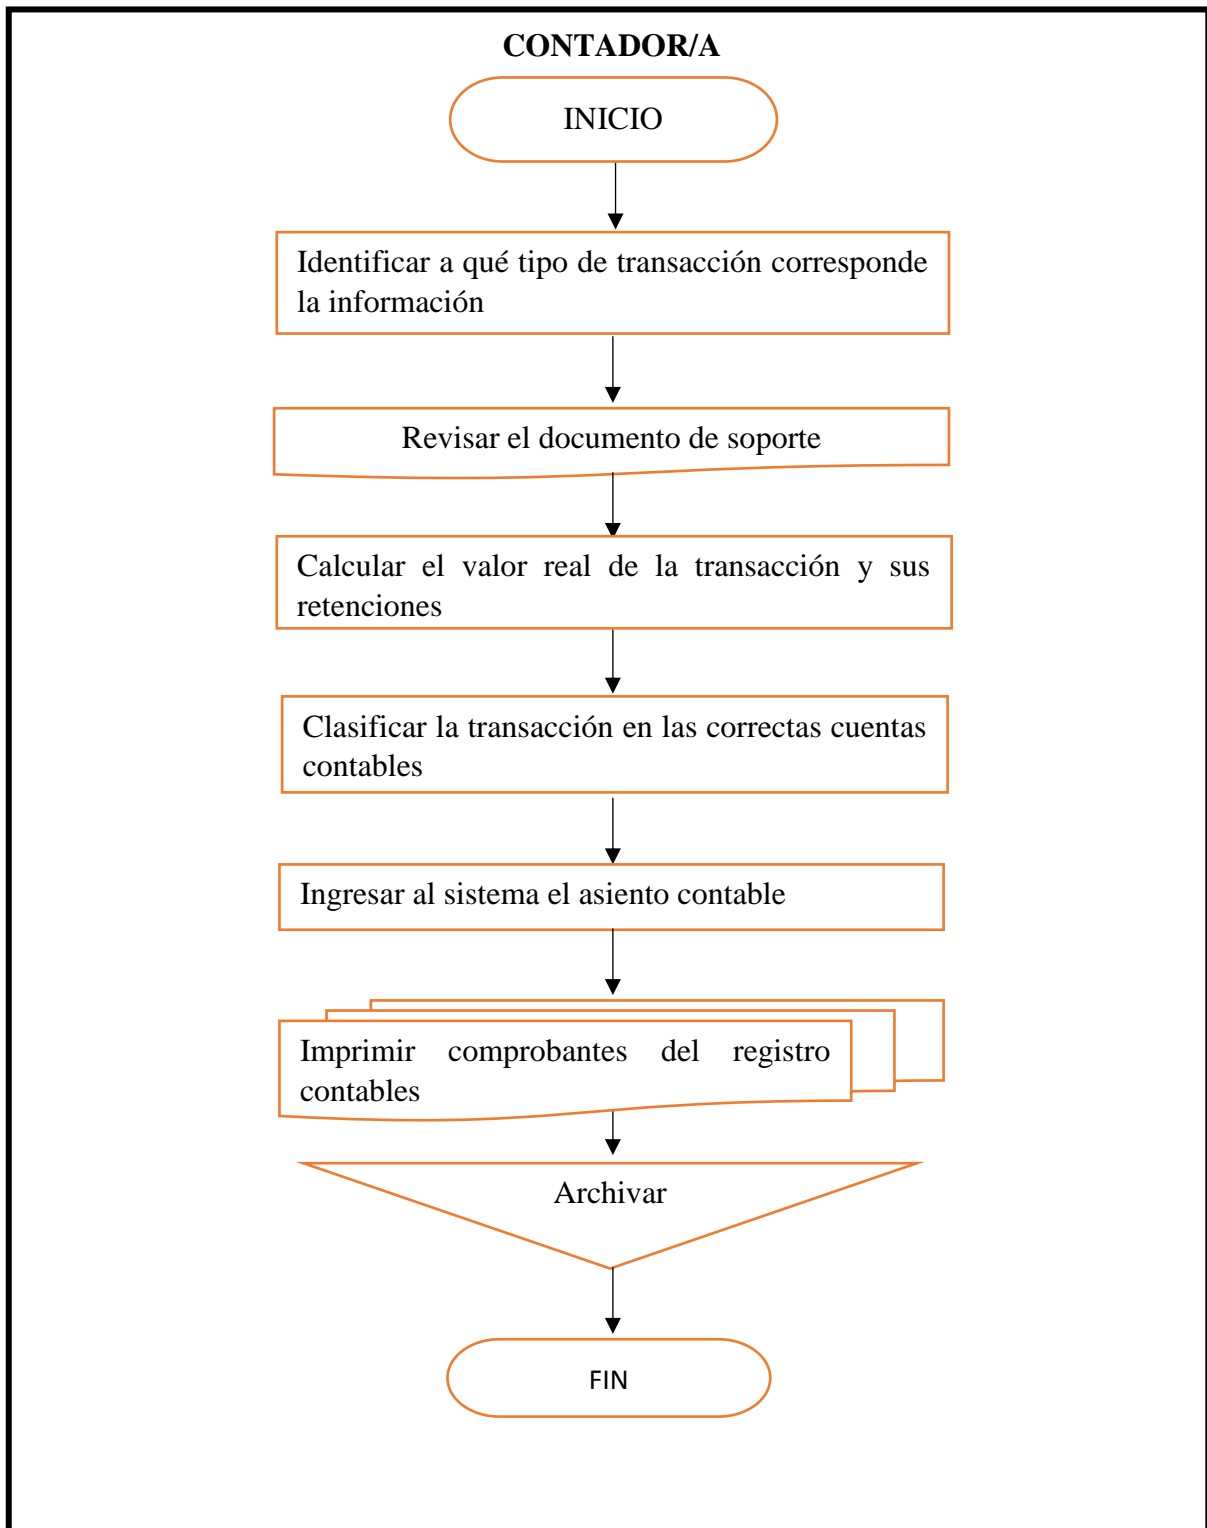 CONTADOR/A
INICIO
Identificar a qué tipo de transacción corresponde
la información
Revisar el documento de soporte
Calcular el valor real de la transacción y sus
retenciones
Clasificar la transacción en las correctas cuentas
contables
Ingresar al sistema el asiento contable
Imprimir comprobantes del registro
contables
Archivar
FIN